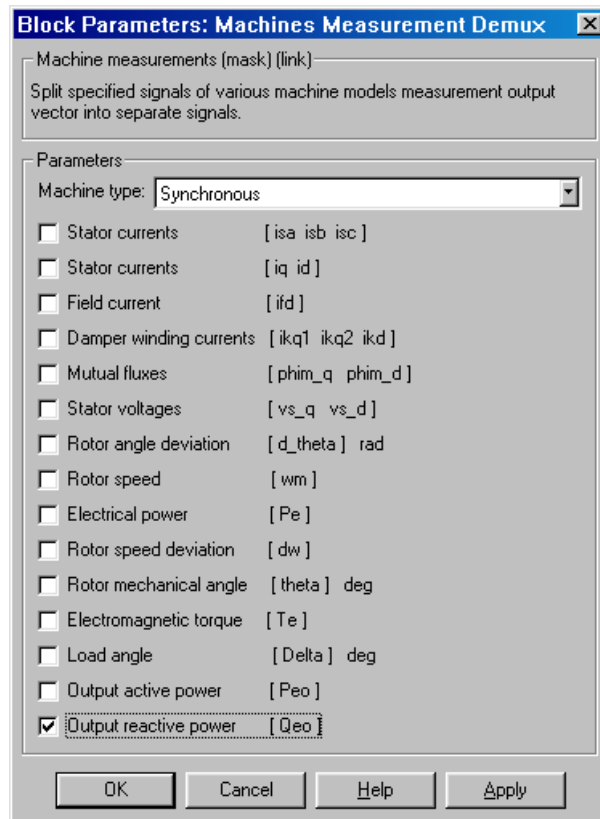 Block Parameters: Machines Measurement Demux
Machine measurements (mask) (link)
Split specified signals of various machine models measurement output
vector into separate signals.
Parameters
Machine type: Synchronous
Stator currents [ isa isb isc ]
Stator currents [ iq id ]
Field current [ ifd ]
Damper winding currents [ ikq1 ikq2 ikd ]
Mutual fluxes [ phim_q phim_d ]
Stator voltages [ vs_q vs_d ]
Rotor angle deviation [ d_theta ] rad
Rotor speed [ wm ]
Electrical power [ Pe ]
Rotor speed deviation [ dw ]
Rotor mechanical angle [ theta ] deg
Electromagnetic torque [ Te ]
Load angle [ Delta ] deg
Output active power [ Peo ]
Output reactive power [ Qeo ]
OK Cancel Help Apply